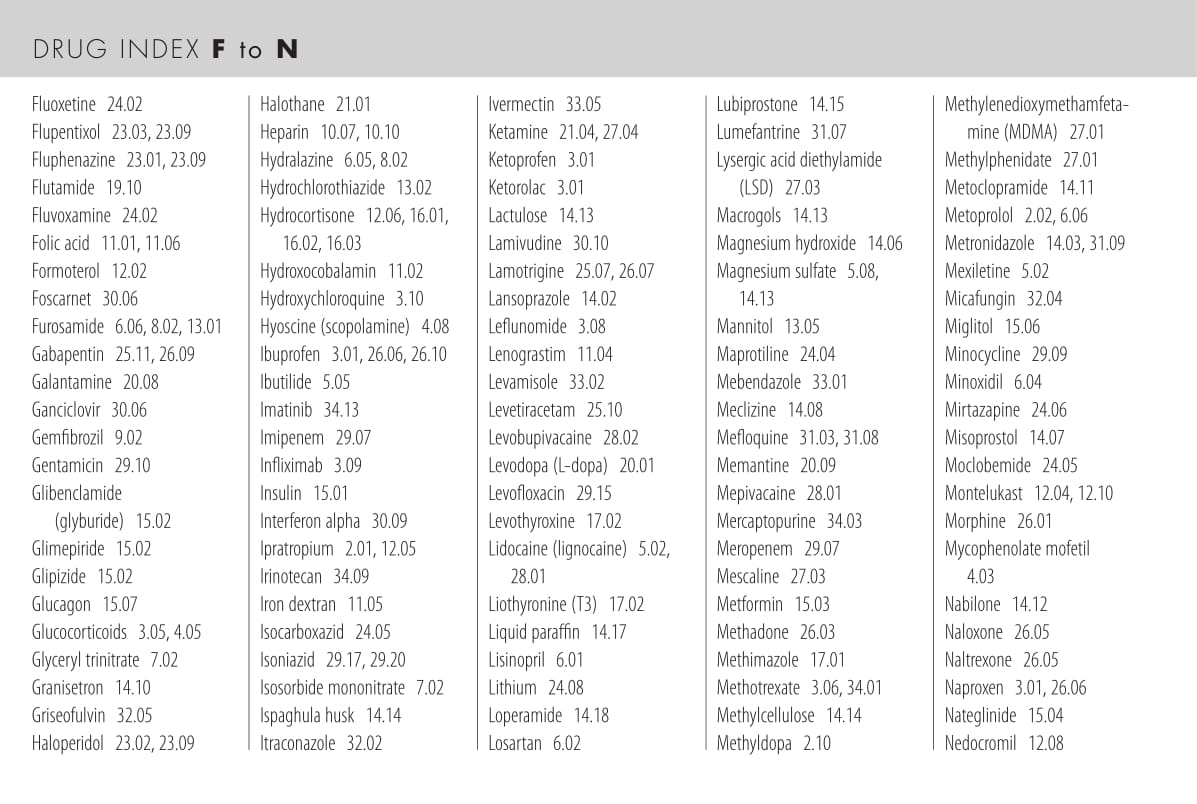 DRUG INDEX F to N
Fluoxetine 24.02
Flupentixol 23.03, 23.09
Fluphenazine 23.01, 23.09
Flutamide 19.10
Fluvoxamine 24.02
Folic acid 11.01, 11.06
Formoterol 12.02
Foscarnet 30.06
Furosamide 6.06, 8.02, 13.01
Gabapentin 25.11, 26.09
Galantamine 20.08
Ganciclovir 30.06
Gemfibrozil 9.02
Gentamicin 29.10
Glibenclamide
(glyburide) 15.02
Glimepiride 15.02
Glipizide 15.02
Glucagon 15.07
Glucocorticoids 3.05, 4.05
Glyceryl trinitrate 7.02
Granisetron 14.10
Griseofulvin 32.05
Haloperidol 23.02, 23.09
Halothane 21.01
Heparin 10.07, 10.10
Hydralazine 6.05, 8.02
Hydrochlorothiazide 13.02
Hydrocortisone 12.06, 16.01,
16.02, 16.03
Hydroxocobalamin 11.02
Hydroxychloroquine 3.10
Hyoscine (scopolamine) 4.08
Ibuprofen 3.01, 26.06, 26.10
Ibutilide 5.05
Imatinib 34.13
Imipenem 29.07
Infliximab 3.09
Insulin 15.01
Interferon alpha 30.09
Ipratropium 2.01, 12.05
Irinotecan 34.09
Iron dextran 11.05
Isocarboxazid 24.05
Isoniazid 29.17, 29.20
Isosorbide mononitrate 7.02
Ispaghula husk 14.14
Itraconazole 32.02
Ivermectin 33.05
Ketamine 21.04, 27.04
Ketoprofen 3.01
Ketorolac 3.01
Lactulose 14.13
Lamivudine 30.10
Lamotrigine 25.07, 26.07
Lansoprazole 14.02
Leflunomide 3.08
Lenograstim 11.04
Levamisole 33.02
Levetiracetam 25.10
Levobupivacaine 28.02
Levodopa (L-dopa) 20.01
Levofloxacin 29.15
Levothyroxine 17.02
Lidocaine (lignocaine) 5.02,
28.01
Liothyronine (T3) 17.02
Liquid paraffin 14.17
Lisinopril 6.01
Lithium 24.08
Loperamide 14.18
Losartan 6.02
Lubiprostone 14.15
Lumefantrine 31.07
Lysergic acid diethylamide
(LSD) 27.03
Macrogols 14.13
Magnesium hydroxide 14.06
Magnesium sulfate 5.08,
14.13
Mannitol 13.05
Maprotiline 24.04
Mebendazole 33.01
Meclizine 14.08
Mefloquine 31.03, 31.08
Memantine 20.09
Mepivacaine 28.01
Mercaptopurine 34.03
Meropenem 29.07
Mescaline 27.03
Metformin 15.03
Methadone 26.03
Methimazole 17.01
Methotrexate 3.06, 34.01
Methylcellulose 14.14
Methyldopa 2.10
Methylenedioxymethamfeta-
mine (MDMA) 27.01
Methylphenidate 27.01
Metoclopramide 14.11
Metoprolol 2.02, 6.06
Metronidazole 14.03, 31.09
Mexiletine 5.02
Micafungin 32.04
Miglitol 15.06
Minocycline 29.09
Minoxidil 6.04
Mirtazapine 24.06
Misoprostol 14.07
Moclobemide 24.05
Montelukast 12.04, 12.10
Morphine 26.01
Mycophenolate mofetil
4.03
Nabilone 14.12
Naloxone 26.05
Naltrexone 26.05
Naproxen 3.01, 26.06
Nateglinide 15.04
Nedocromil 12.08